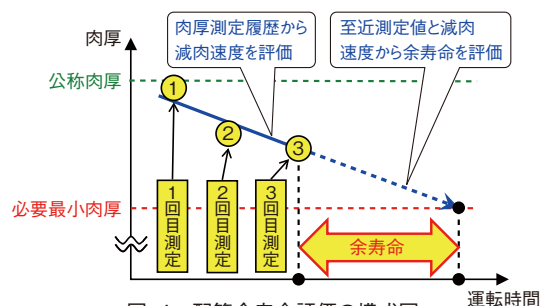 肉厚
肉厚測定履歴から
減肉速度を評価
至近測定値と減肉
速度から余寿命を評価
公称肉厚
1
2
3
必要最小肉厚
1回目測定
2回目測定
3回目測定
余寿命
運転時間